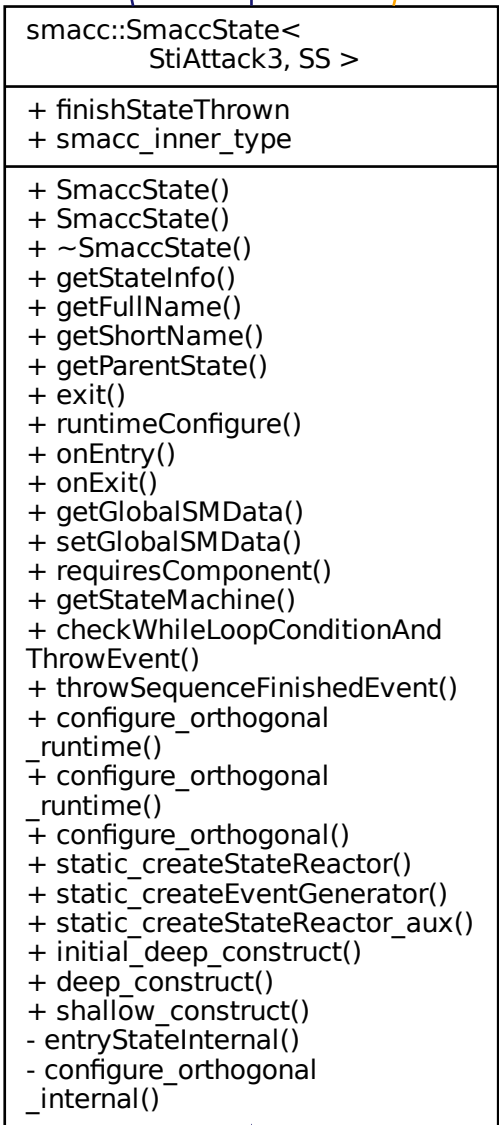 smacc::SmaccState<
StiAttack3, SS >
+ finishStateThrown
+ smacc_inner_type
+ SmaccState()
+ SmaccState()
+ ~SmaccState()
+ getStateInfo()
+ getFullName()
+ getShortName()
+ getParentState()
+ exit()
+ runtimeConfigure()
+ onEntry()
+ onExit()
+ getGlobalSMData()
+ setGlobalSMData()
+ requiresComponent()
+ getStateMachine()
+ checkWhileLoopConditionAnd
ThrowEvent()
+ throwSequenceFinishedEvent()
+ configure_orthogonal
_runtime()
+ configure_orthogonal
_runtime()
+ configure_orthogonal()
+ static_createStateReactor()
+ static_createEventGenerator()
+ static_createStateReactor_aux()
+ initial_deep_construct()
+ deep_construct()
+ shallow_construct()
- entryStateInternal()
- configure_orthogonal
_internal()